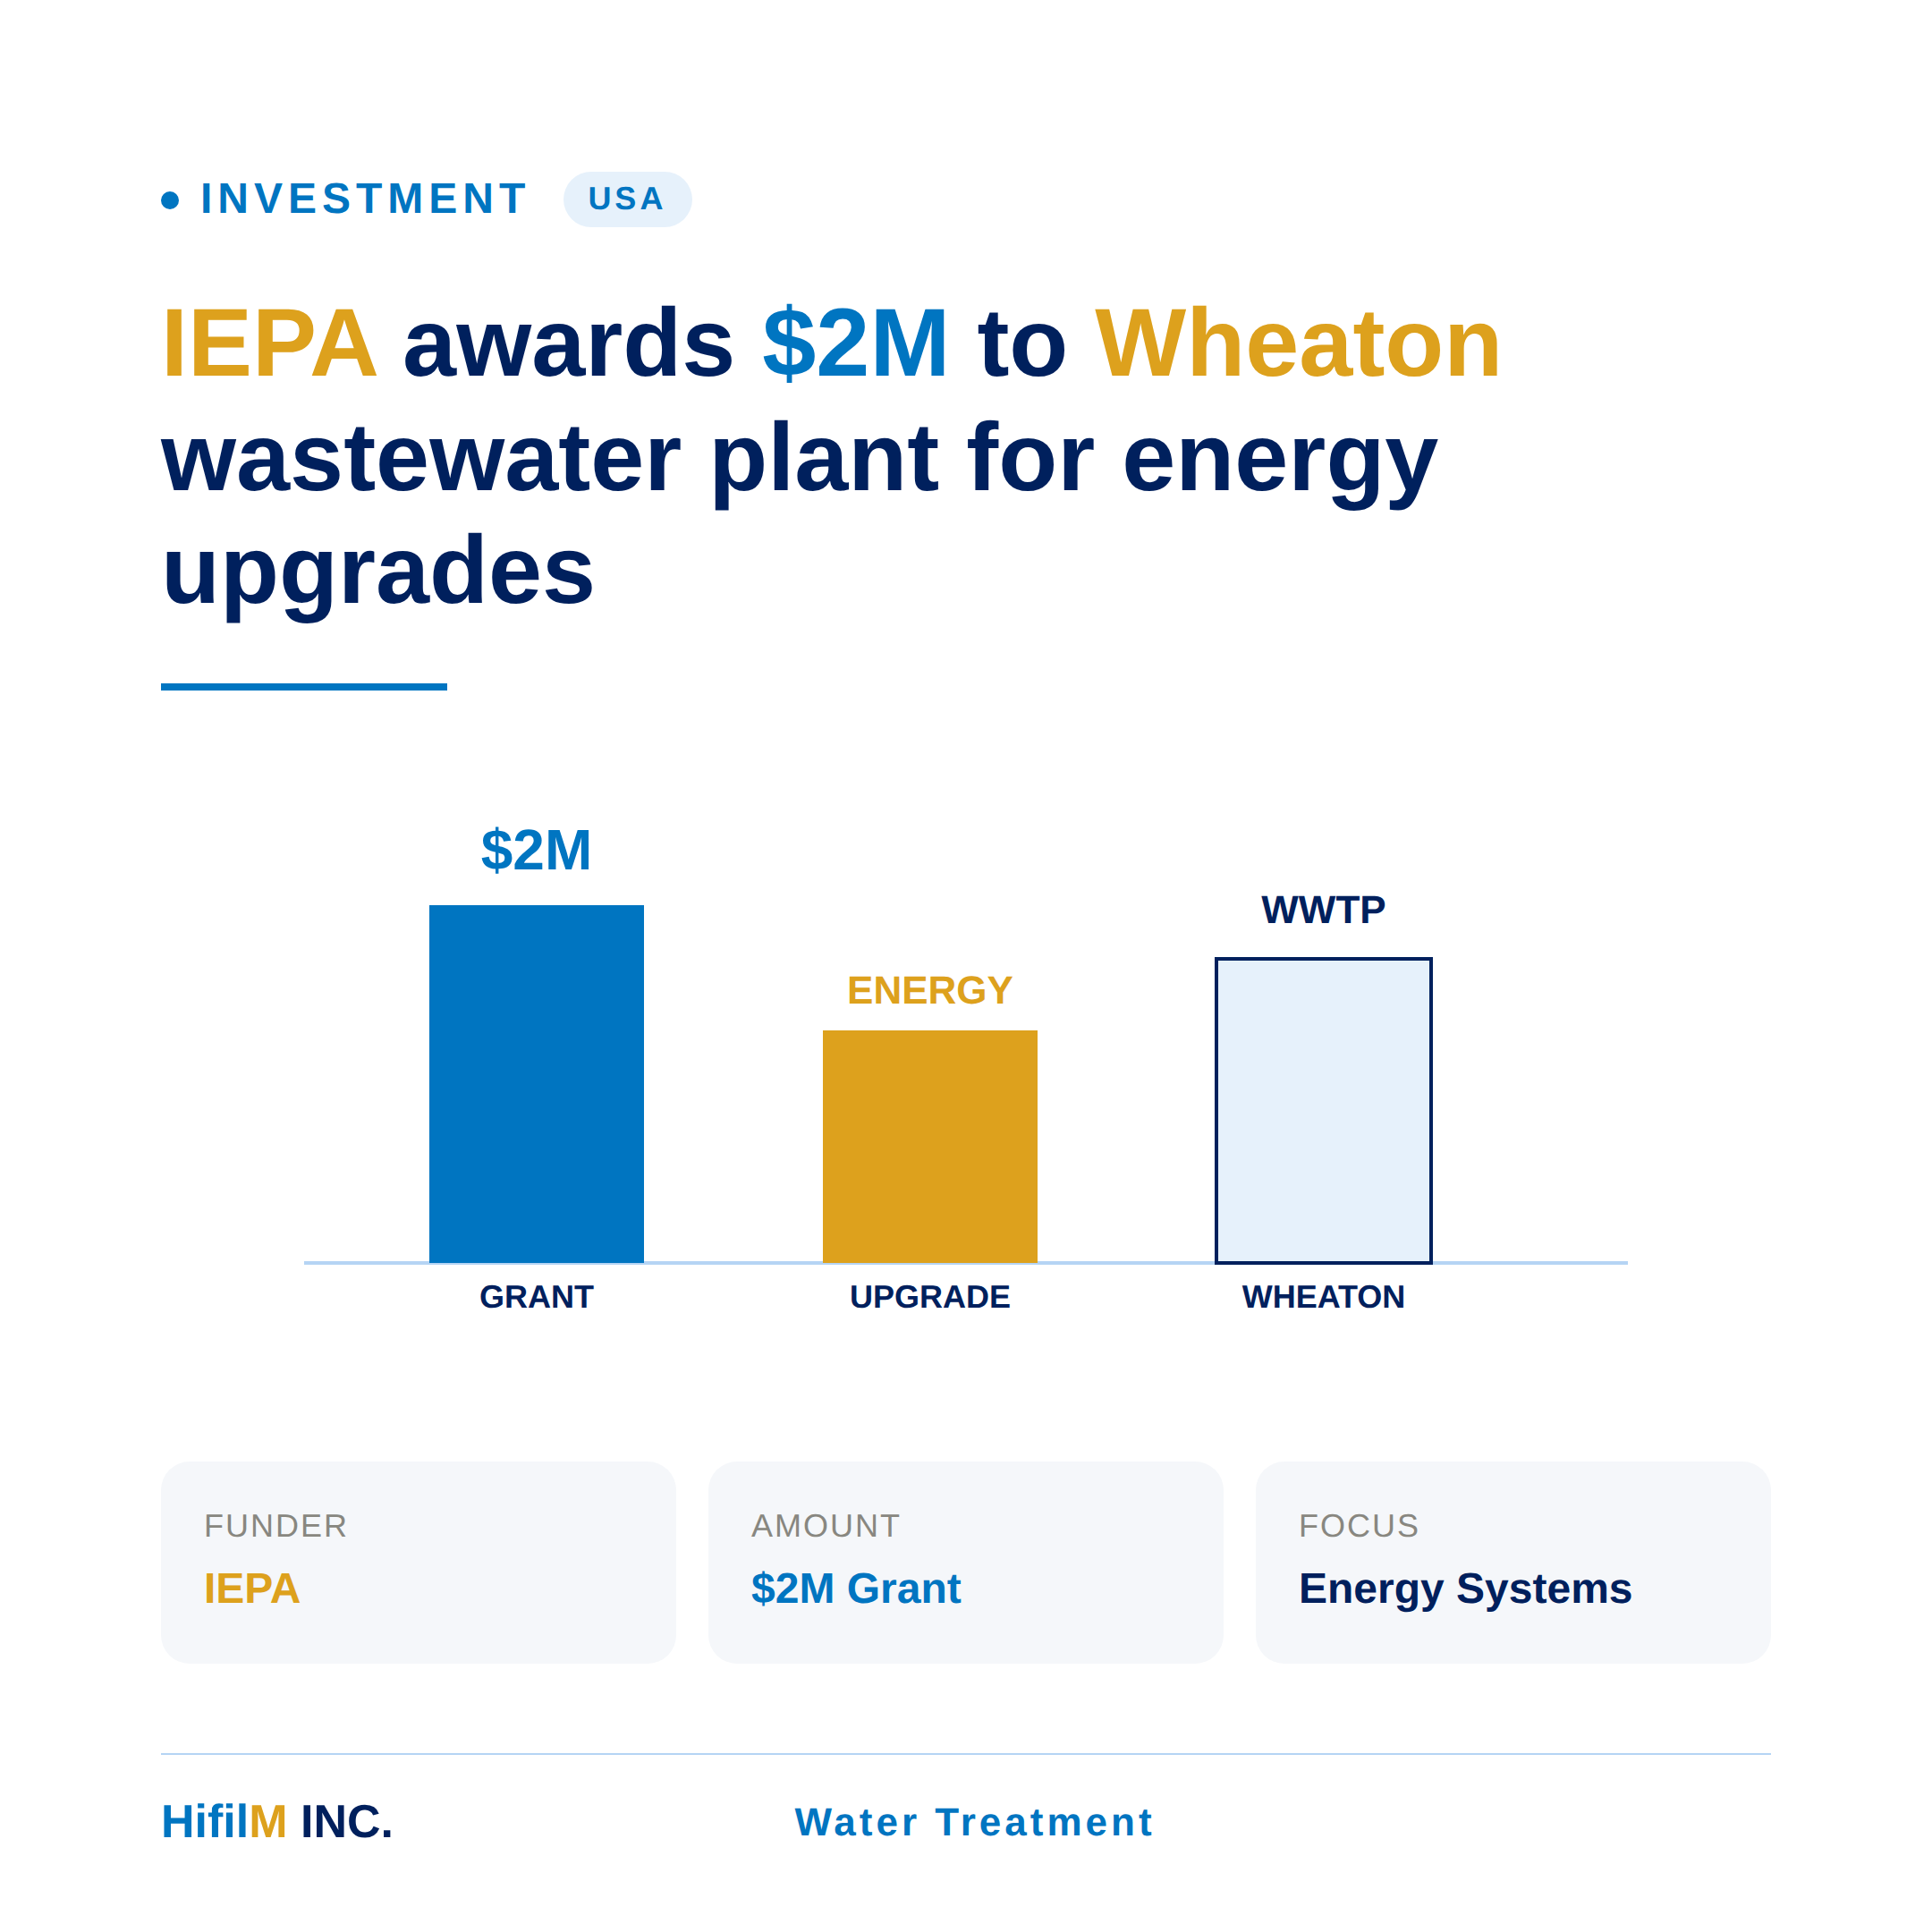 INVESTMENT USA
IEPA awards $2M to Wheaton
wastewater plant for energy
upgrades
$2M
WWTP
ENERGY
GRANT UPGRADE WHEATON
FUNDER AMOUNT FOCUS
IEPA $2M Grant Energy Systems
HifilM INC. Water Treatment